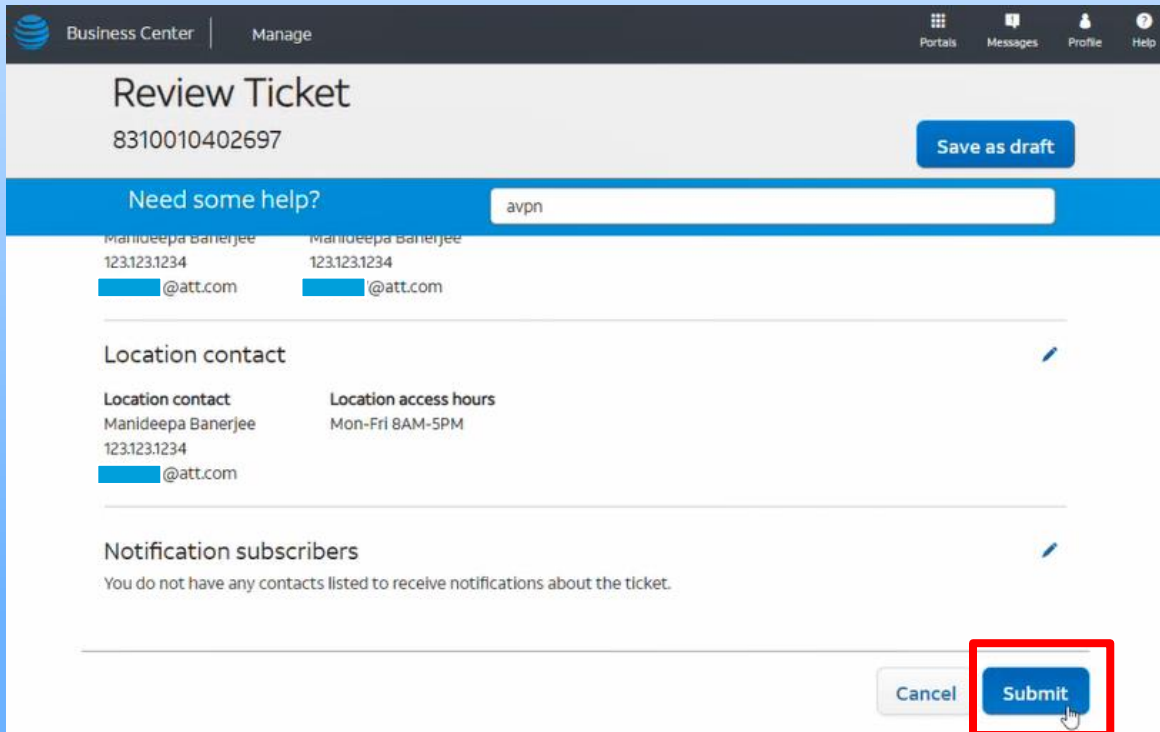 Business Center
Manage
Portals
Messages
Profile
Help
Review Ticket
8310010402697
Save as draft
Need some help?
avpn
Manideepa Banerjee Manideepa Banerjee
123.123.1234 123.123.1234
@att.com @att.com
Location contact
Location contact Location access hours
Manideepa Banerjee Mon-Fri 8AM-5PM
123.123.1234
@att.com
Notification subscribers
You do not have any contacts listed to receive notifications about the ticket.
Cancel
Submit